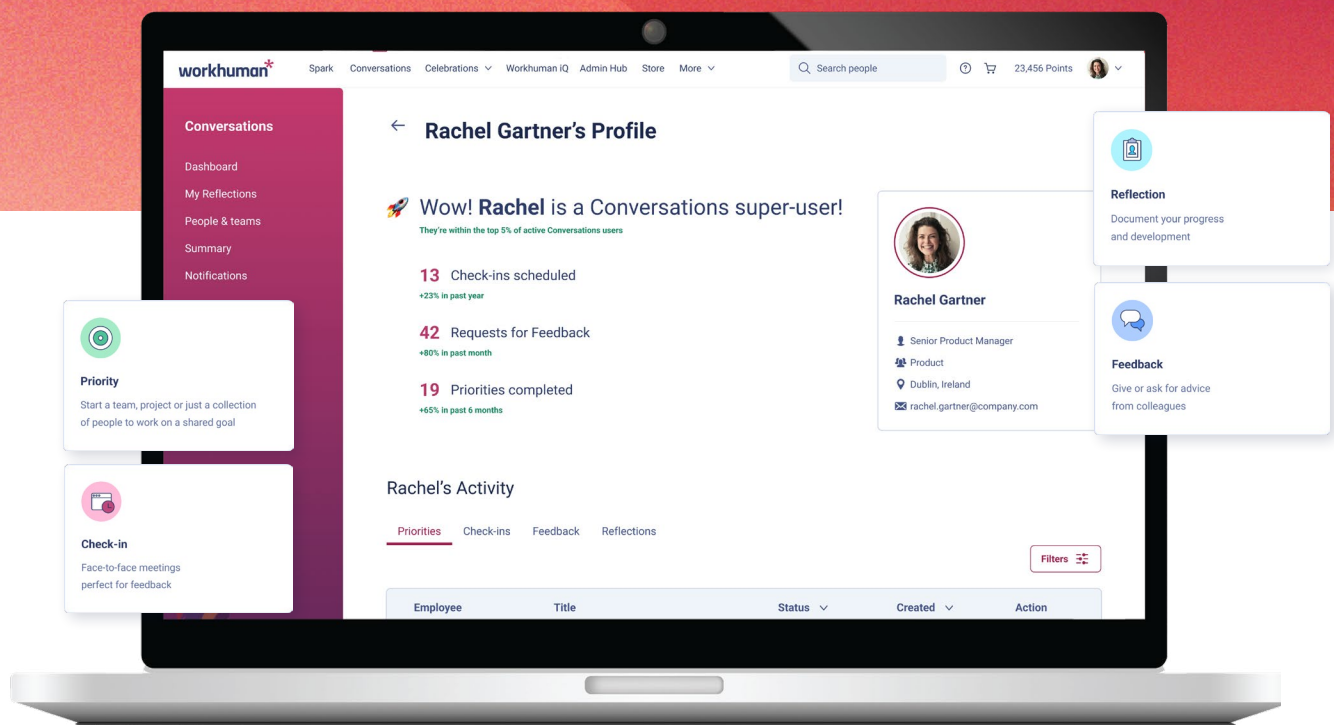 workhuman*
Spark Conversations Celebrations Workhuman iQ Admin Hub Store More Search people 23,456 Points
Conversations
Dashboard
My Reflections
People & teams
Summary
Notifications
Rachel Gartner’s Profile
Wow! Rachel is a Conversations super-user!
They're within the top 5% of active Conversations users
13 Check-ins scheduled
+23% in past year
42 Requests for Feedback
+80% in past month
19 Priorities completed
+65% in past 6 months
Rachel Gartner
Senior Product Manager
Product
Dublin, Ireland
rachel.gartner@company.com
Rachel’s Activity
Priorities Check-ins Feedback Reflections
Filters
Employee Title Status Created Action
Priority
Start a team, project or just a collection
of people to work on a shared goal
Check-in
Face-to-face meetings
perfect for feedback
Reflection
Document your progress
and development
Feedback
Give or ask for advice
from colleagues